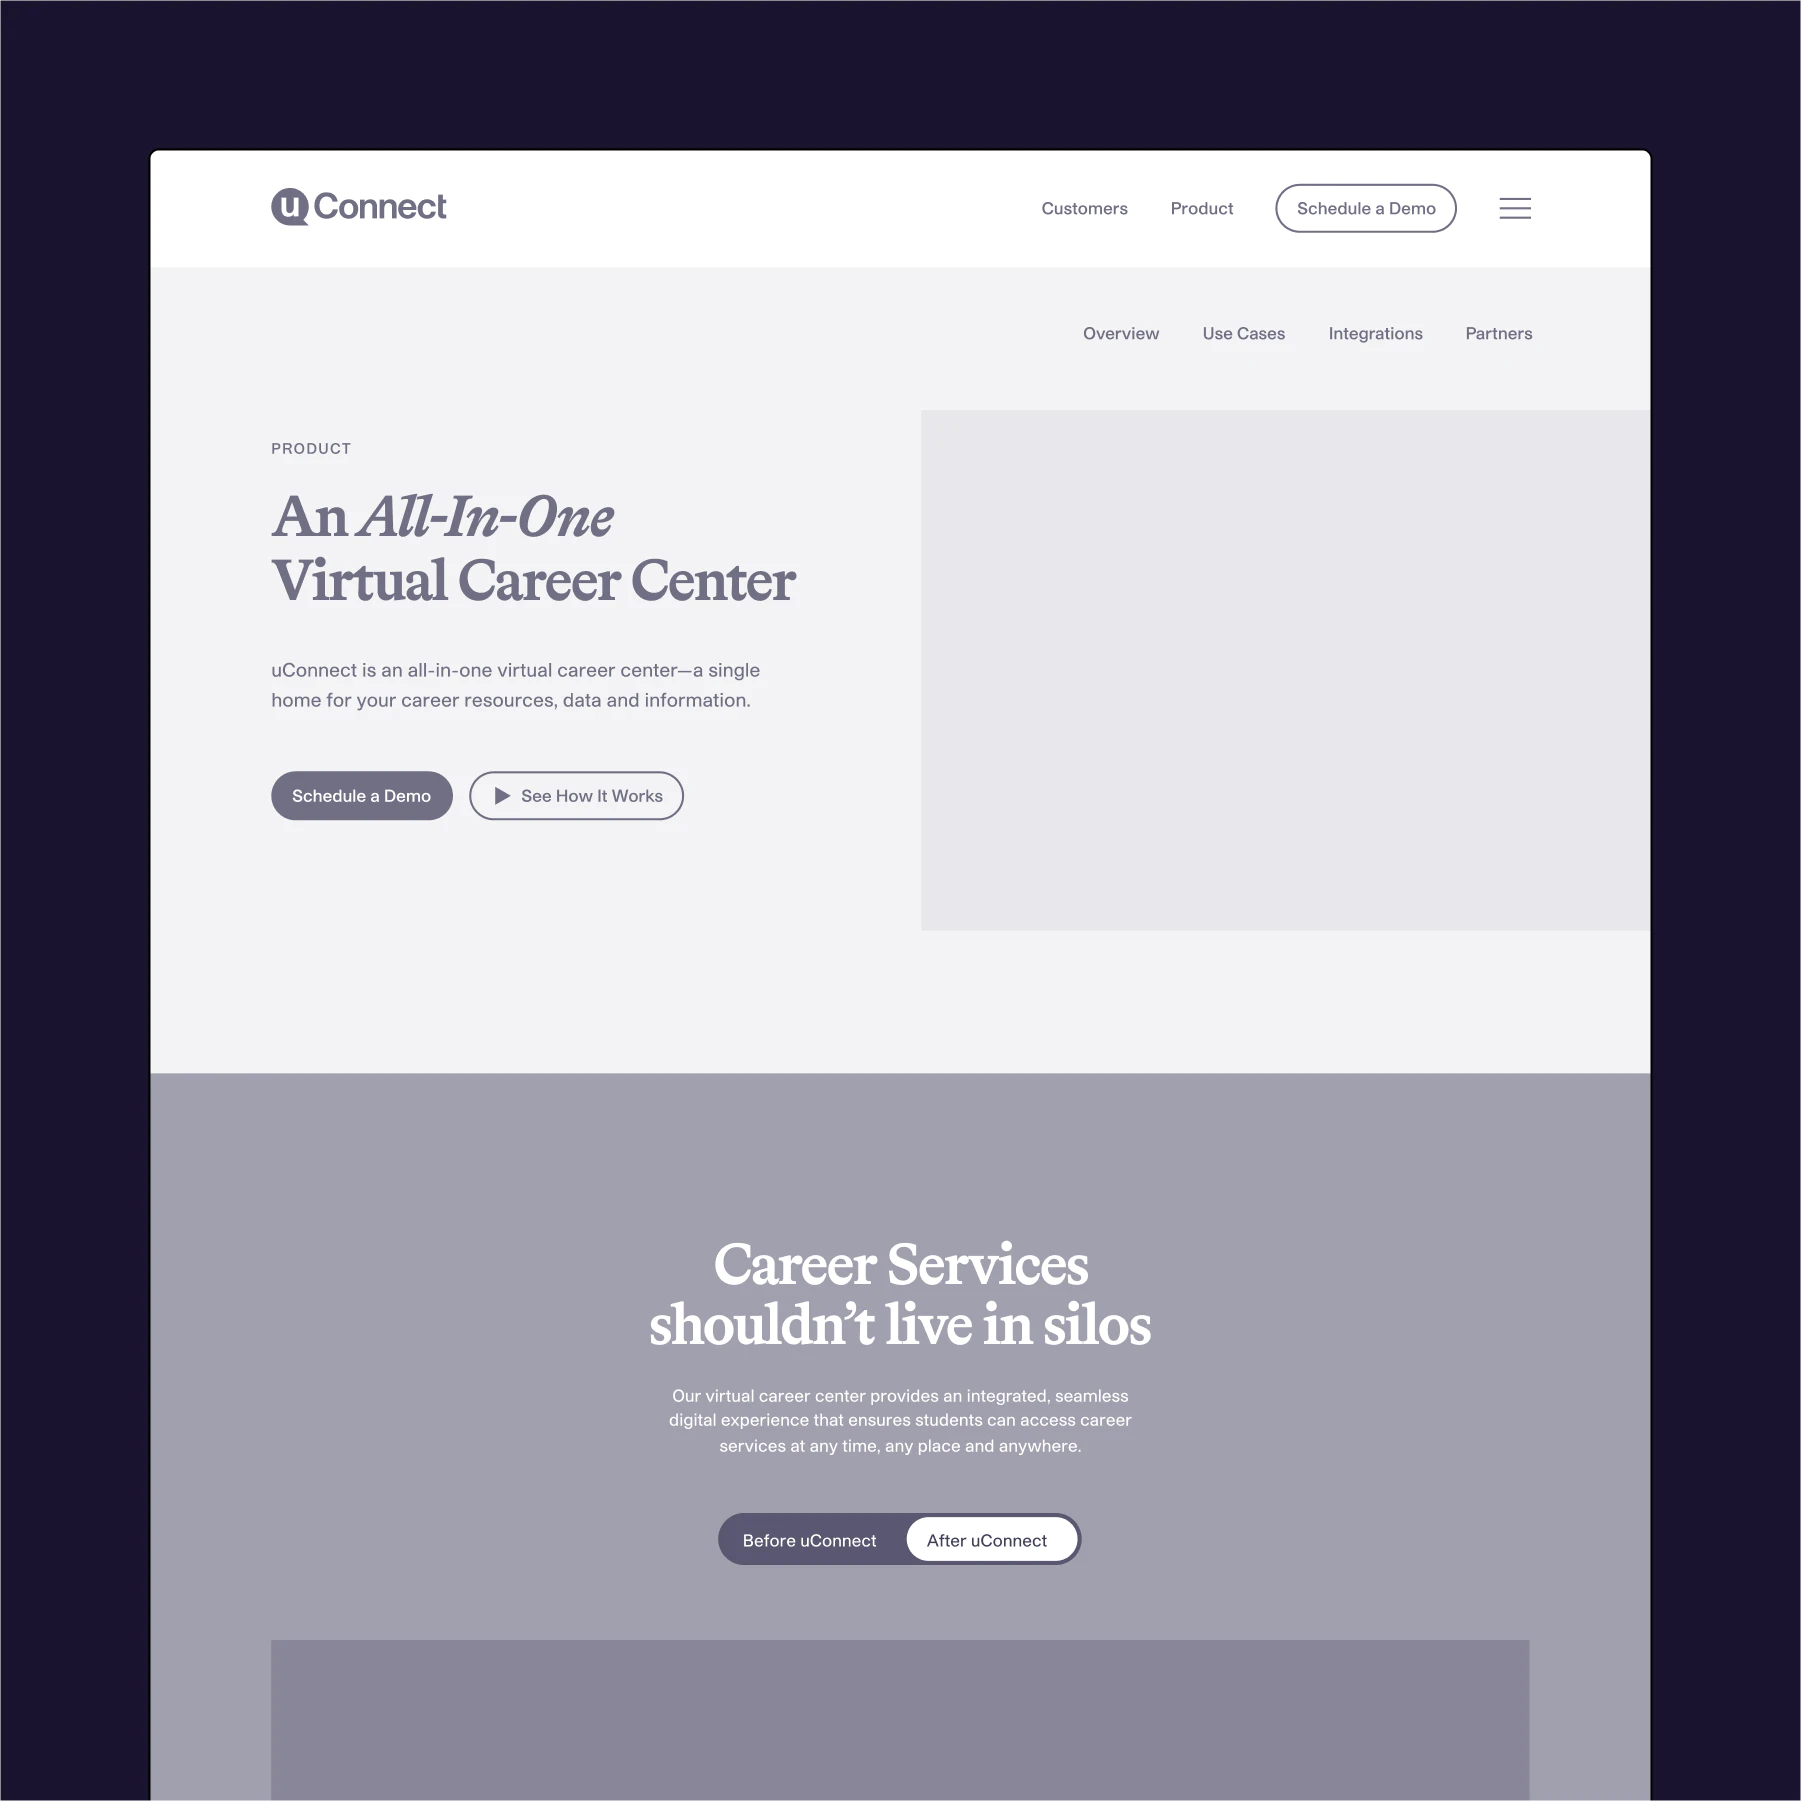 uConnect
Customers Product Schedule a Demo
Overview Use Cases Integrations Partners
PRODUCT
An All-In-One
Virtual Career Center
uConnect is an all-in-one virtual career center—a single
home for your career resources, data and information.
Schedule a Demo See How It Works
Career Services
shouldn’t live in silos
Our virtual career center provides an integrated, seamless
digital experience that ensures students can access career
services at any time, any place and anywhere.
Before uConnect After uConnect